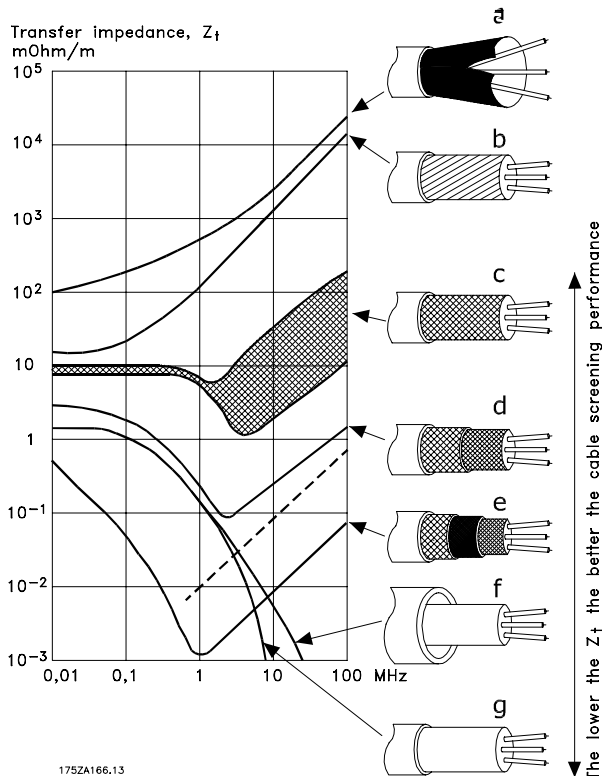 Transfer impedance, Zt
mOhm/m
10⁵
10⁴
10³
10²
10
1
10⁻¹
10⁻²
10⁻³
0,01 0,1 1 10 100 MHz
a
b
c
d
e
f
g
The lower the Zt the better the cable screening performance
175ZA166.13